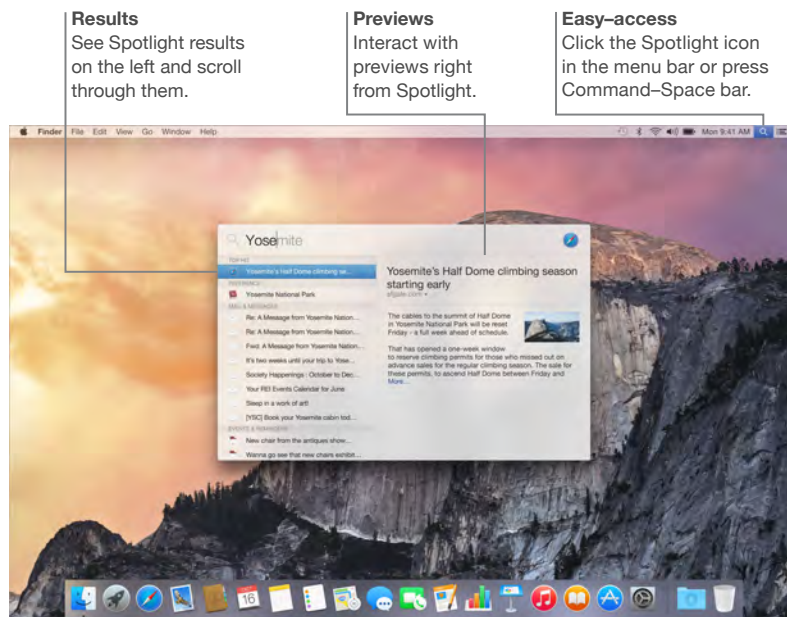 Results
See Spotlight results
on the left and scroll
through them.
Previews
Interact with
previews right
from Spotlight.
Easy–access
Click the Spotlight icon
in the menu bar or press
Command–Space bar.
Finder File Edit View Go Window Help
Mon 9:41 AM
Yosemite
TOP HIT
Yosemite's Half Dome climbing se...
REFERENCE
Yosemite National Park
MAIL & MESSAGES
Re: A Message from Yosemite Nation...
Re: A Message from Yosemite Nation...
Fwd: A Message from Yosemite Nation...
It's two weeks until your trip to Yose...
Society Happenings : October to Dec...
Your REI Events Calendar for June
Sleep in a work of art!
[YSC] Book your Yosemite cabin tod...
EVENTS & REMINDERS
New chair from the antiques show...
Wanna go see that new chairs exhibit...
Yosemite's Half Dome climbing season
starting early
sfgate.com
The cables to the summit of Half Dome
in Yosemite National Park will be reset
Friday - a full week ahead of schedule.
That has opened a one-week window
to reserve climbing permits for those who missed out on
advance sales for the regular climbing season. The sale for
these permits, to ascend Half Dome between Friday and
More...
16